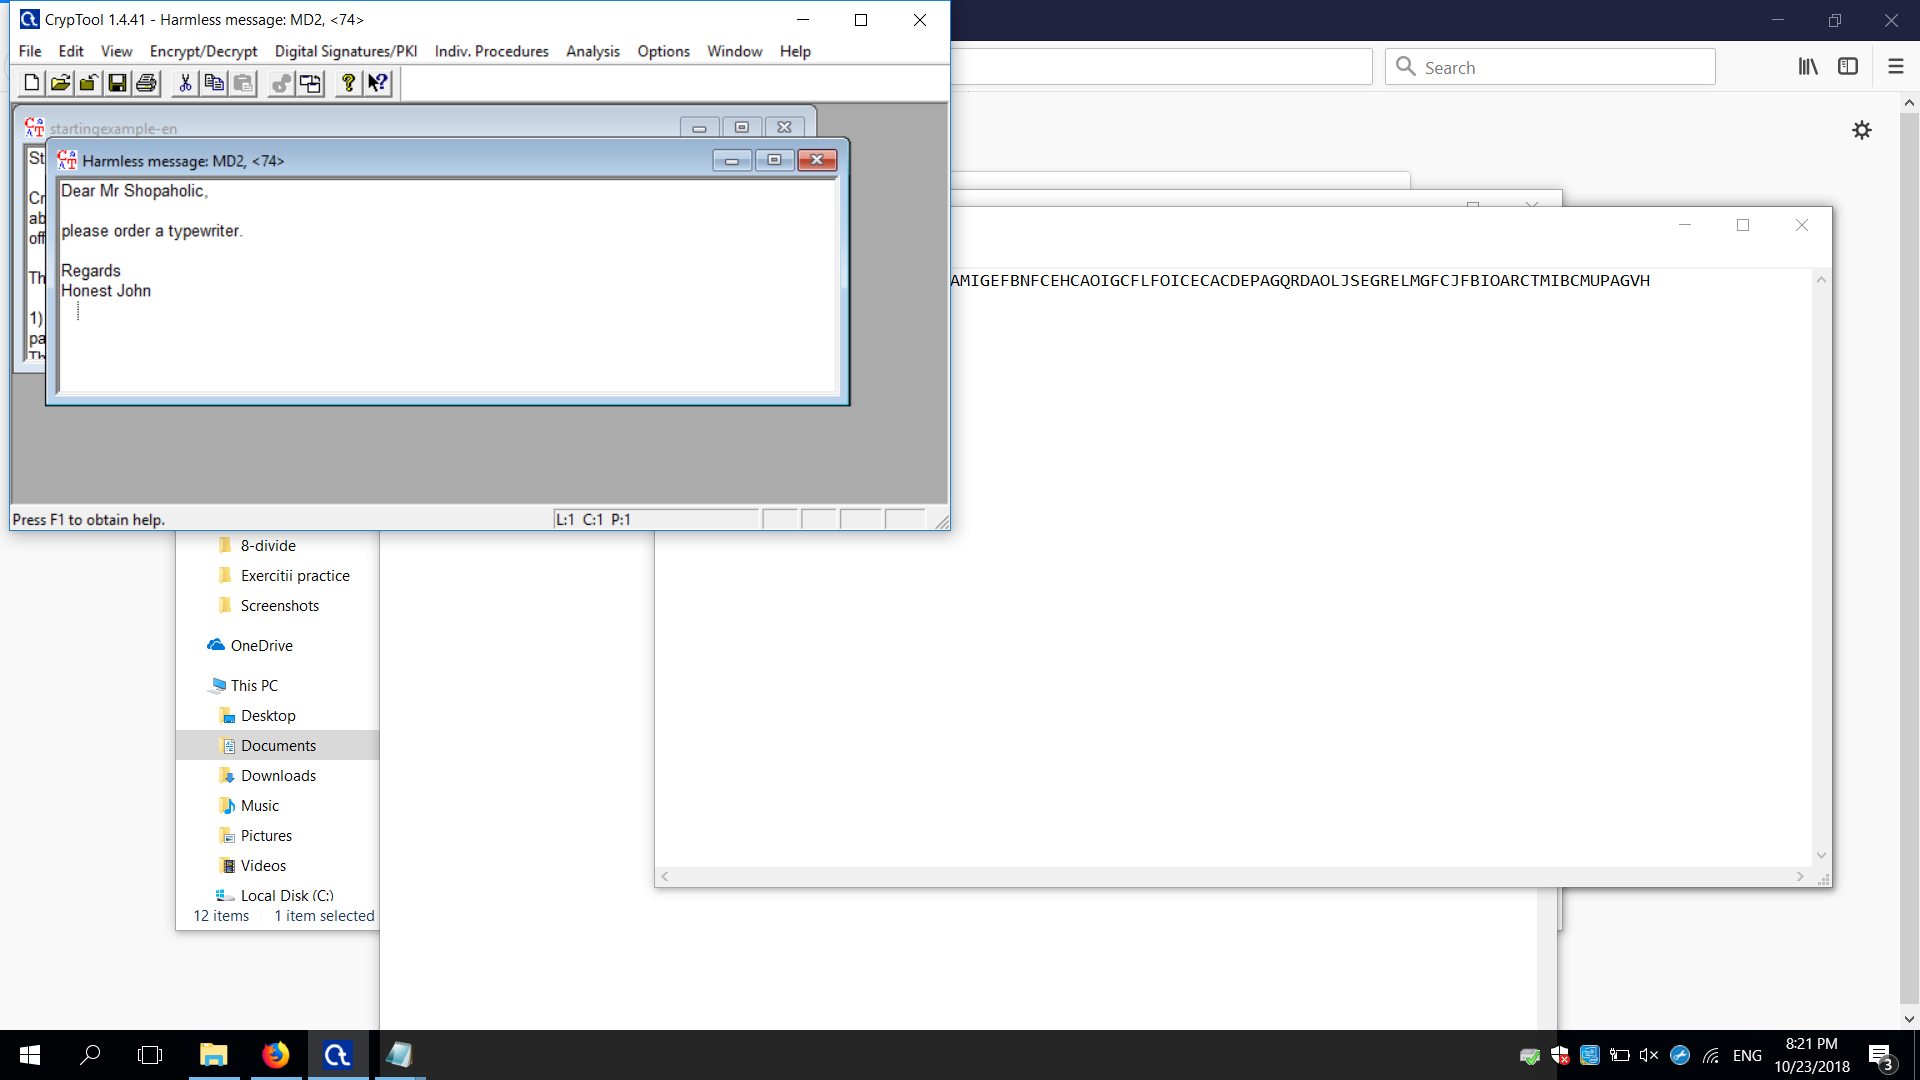 CrypTool 1.4.41 - Harmless message: MD2, <74>
File Edit View Encrypt/Decrypt Digital Signatures/PKI Indiv. Procedures Analysis Options Window Help
Search
startingexample-en
St
Cr
ab
off
Th
1)
pa
Th
Harmless message: MD2, <74>
Dear Mr Shopaholic,
please order a typewriter.
Regards
Honest John
AMIGEFBNFCEHCAOIGCFLFOICECACDEPAGQRDAOLJSEGRELMGFCJFBIOARCTMIBCMUPAGVH
Press F1 to obtain help.
L:1 C:1 P:1
8-divide
Exercitii practice
Screenshots
OneDrive
This PC
Desktop
Documents
Downloads
Music
Pictures
Videos
Local Disk (C:)
12 items 1 item selected
ENG
8:21 PM
10/23/2018
3